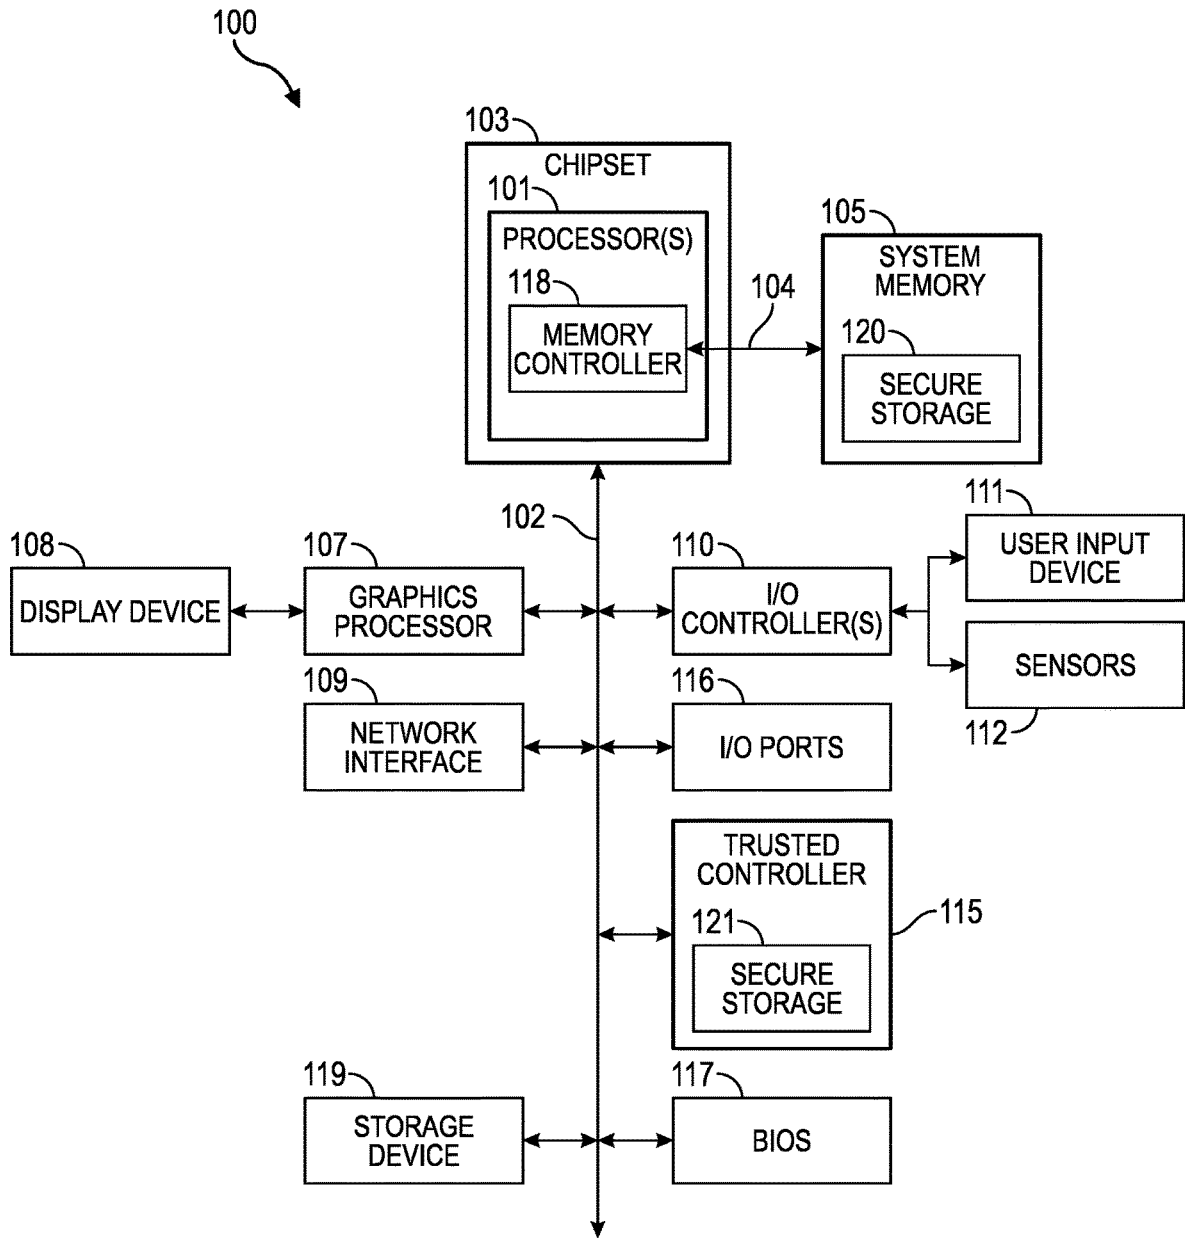 100
103
CHIPSET
101
PROCESSOR(S)
118
MEMORY
CONTROLLER
104
105
SYSTEM
MEMORY
120
SECURE
STORAGE
102
108
DISPLAY DEVICE
107
GRAPHICS
PROCESSOR
110
I/O
CONTROLLER(S)
111
USER INPUT
DEVICE
SENSORS
112
109
NETWORK
INTERFACE
116
I/O PORTS
TRUSTED
CONTROLLER
115
121
SECURE
STORAGE
119
STORAGE
DEVICE
117
BIOS